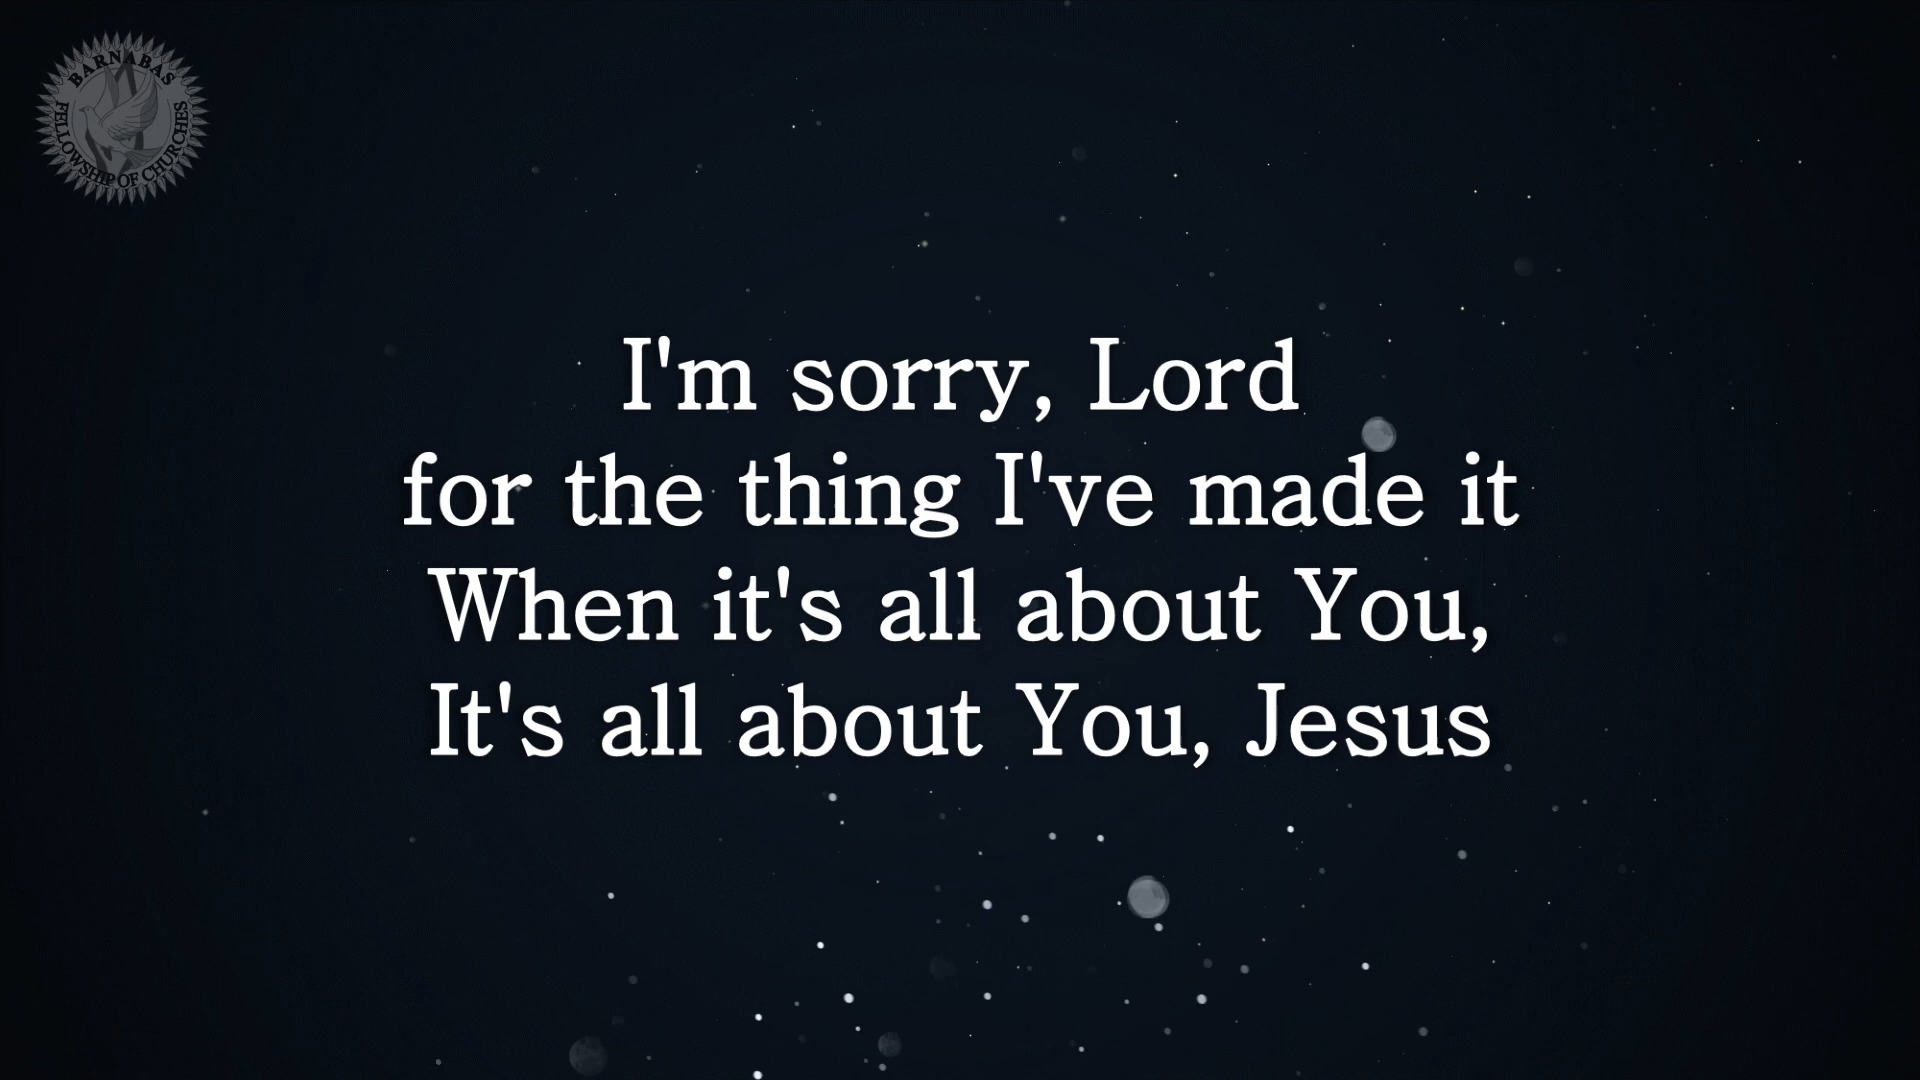 BARNABAS
FELLOWSHIP OF CHURCHES
I'm sorry, Lord
for the thing I've made it
When it's all about You,
It's all about You, Jesus